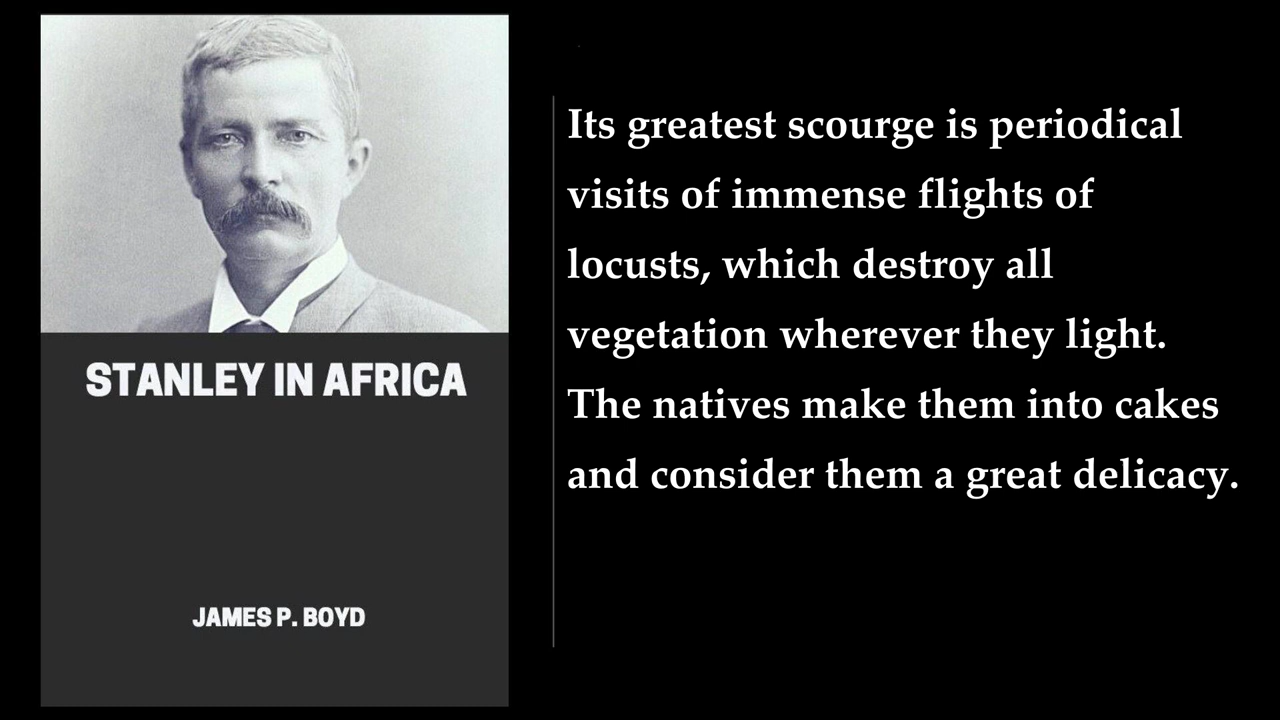 STANLEY IN AFRICA
JAMES P. BOYD
Its greatest scourge is periodical
visits of immense flights of
locusts, which destroy all
vegetation wherever they light.
The natives make them into cakes
and consider them a great delicacy.